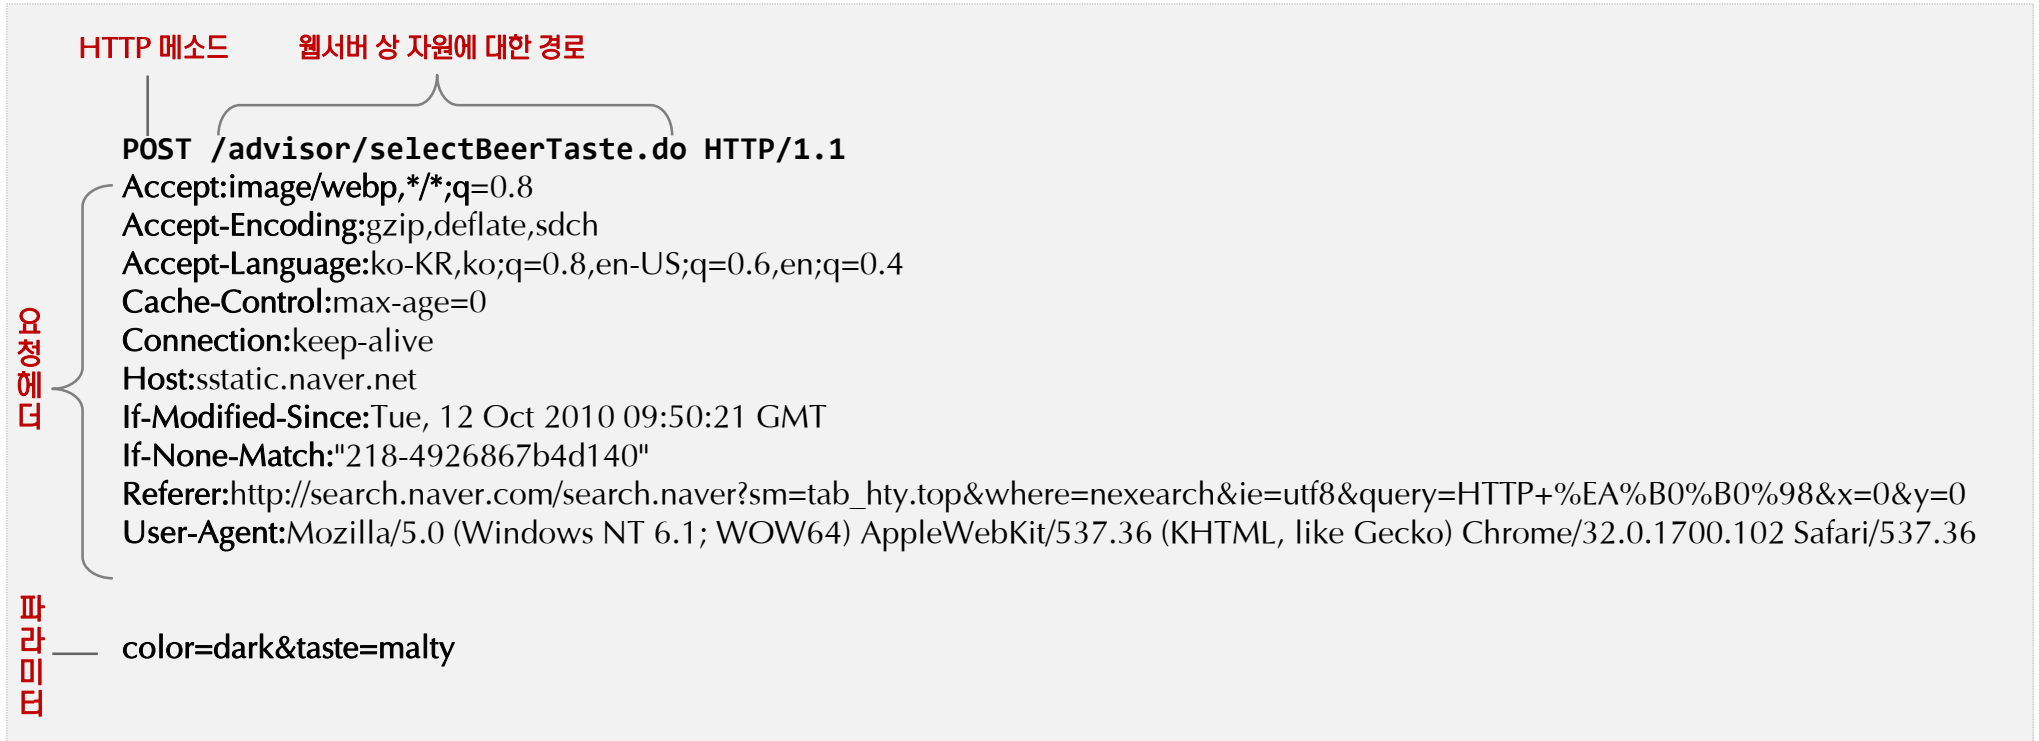 HTTP 메소드
웹서버 상 자원에 대한 경로
POST /advisor/selectBeerTaste.do HTTP/1.1
Accept:image/webp,*/*;q=0.8
Accept-Encoding:gzip,deflate,sdch
Accept-Language:ko-KR,ko;q=0.8,en-US;q=0.6,en;q=0.4
Cache-Control:max-age=0
Connection:keep-alive
Host:sstatic.naver.net
If-Modified-Since:Tue, 12 Oct 2010 09:50:21 GMT
If-None-Match:"218-4926867b4d140"
Referer:http://search.naver.com/search.naver?sm=tab_hty.top&where=nexearch&ie=utf8&query=HTTP+%EA%B0%B0%98&x=0&y=0
User-Agent:Mozilla/5.0 (Windows NT 6.1; WOW64) AppleWebKit/537.36 (KHTML, like Gecko) Chrome/32.0.1700.102 Safari/537.36
요청헤더
파라미터
color=dark&taste=malty